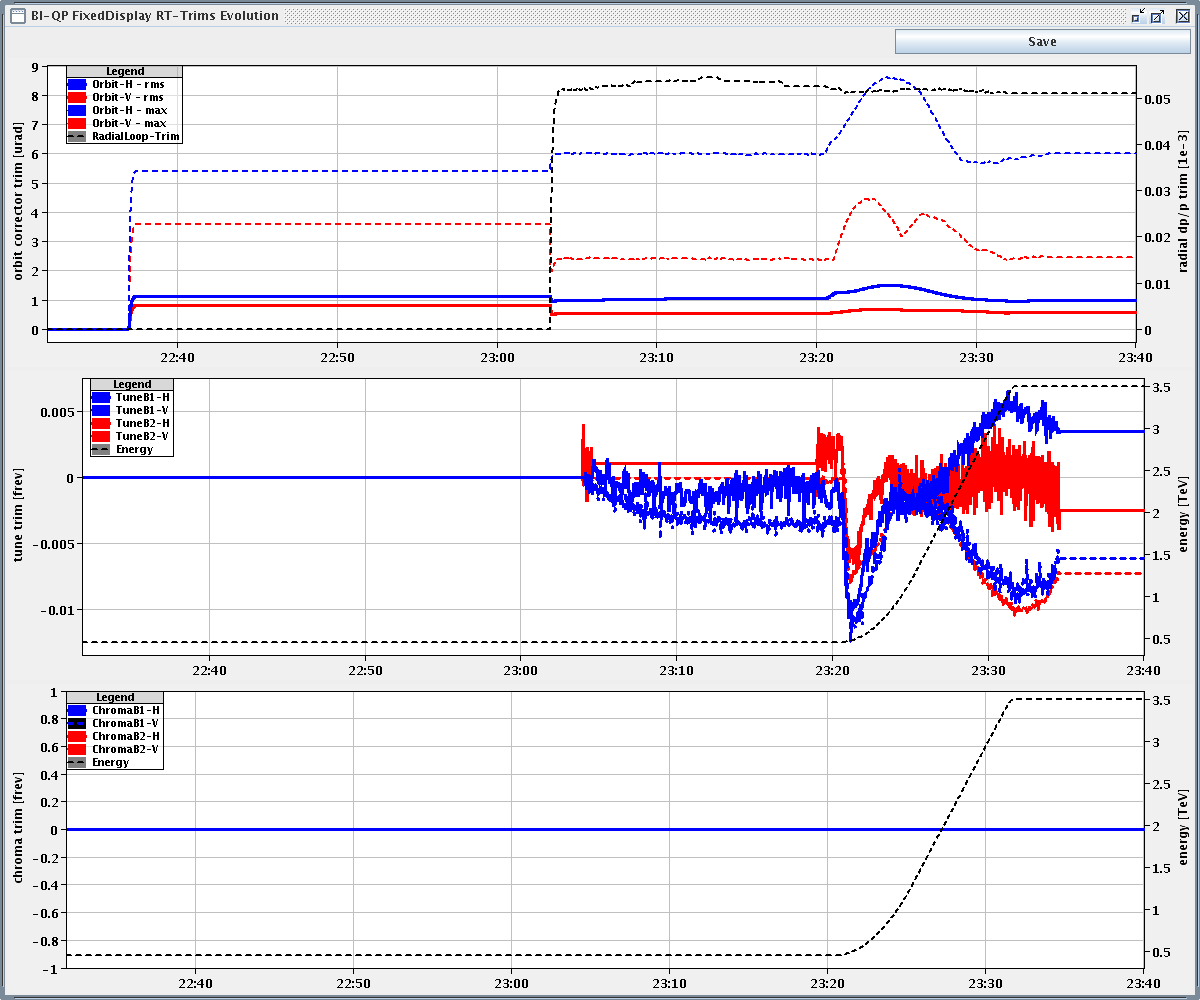 BI-QP FixedDisplay RT-Trims Evolution
Save
Legend
Orbit-H - rms
Orbit-V - rms
Orbit-H - max
Orbit-V - max
RadialLoop-Trim
orbit corrector trim [urad]
9
8
7
6
5
4
3
2
1
0
0.05
0.04
0.03
0.02
0.01
0
radial dp/p trim [1e-3]
22:40 22:50 23:00 23:10 23:20 23:30 23:40
Legend
TuneB1-H
TuneB1-V
TuneB2-H
TuneB2-V
Energy
tune trim [frev]
0.005
0
-0.005
-0.01
3.5
3
2.5
2
1.5
1
0.5
energy [TeV]
22:40 22:50 23:00 23:10 23:20 23:30 23:40
Legend
ChromaB1-H
ChromaB1-V
ChromaB2-H
ChromaB2-V
Energy
chroma trim [frev]
1
0.8
0.6
0.4
0.2
0
-0.2
-0.4
-0.6
-0.8
-1
3.5
3
2.5
2
1.5
1
0.5
energy [TeV]
22:40 22:50 23:00 23:10 23:20 23:30 23:40